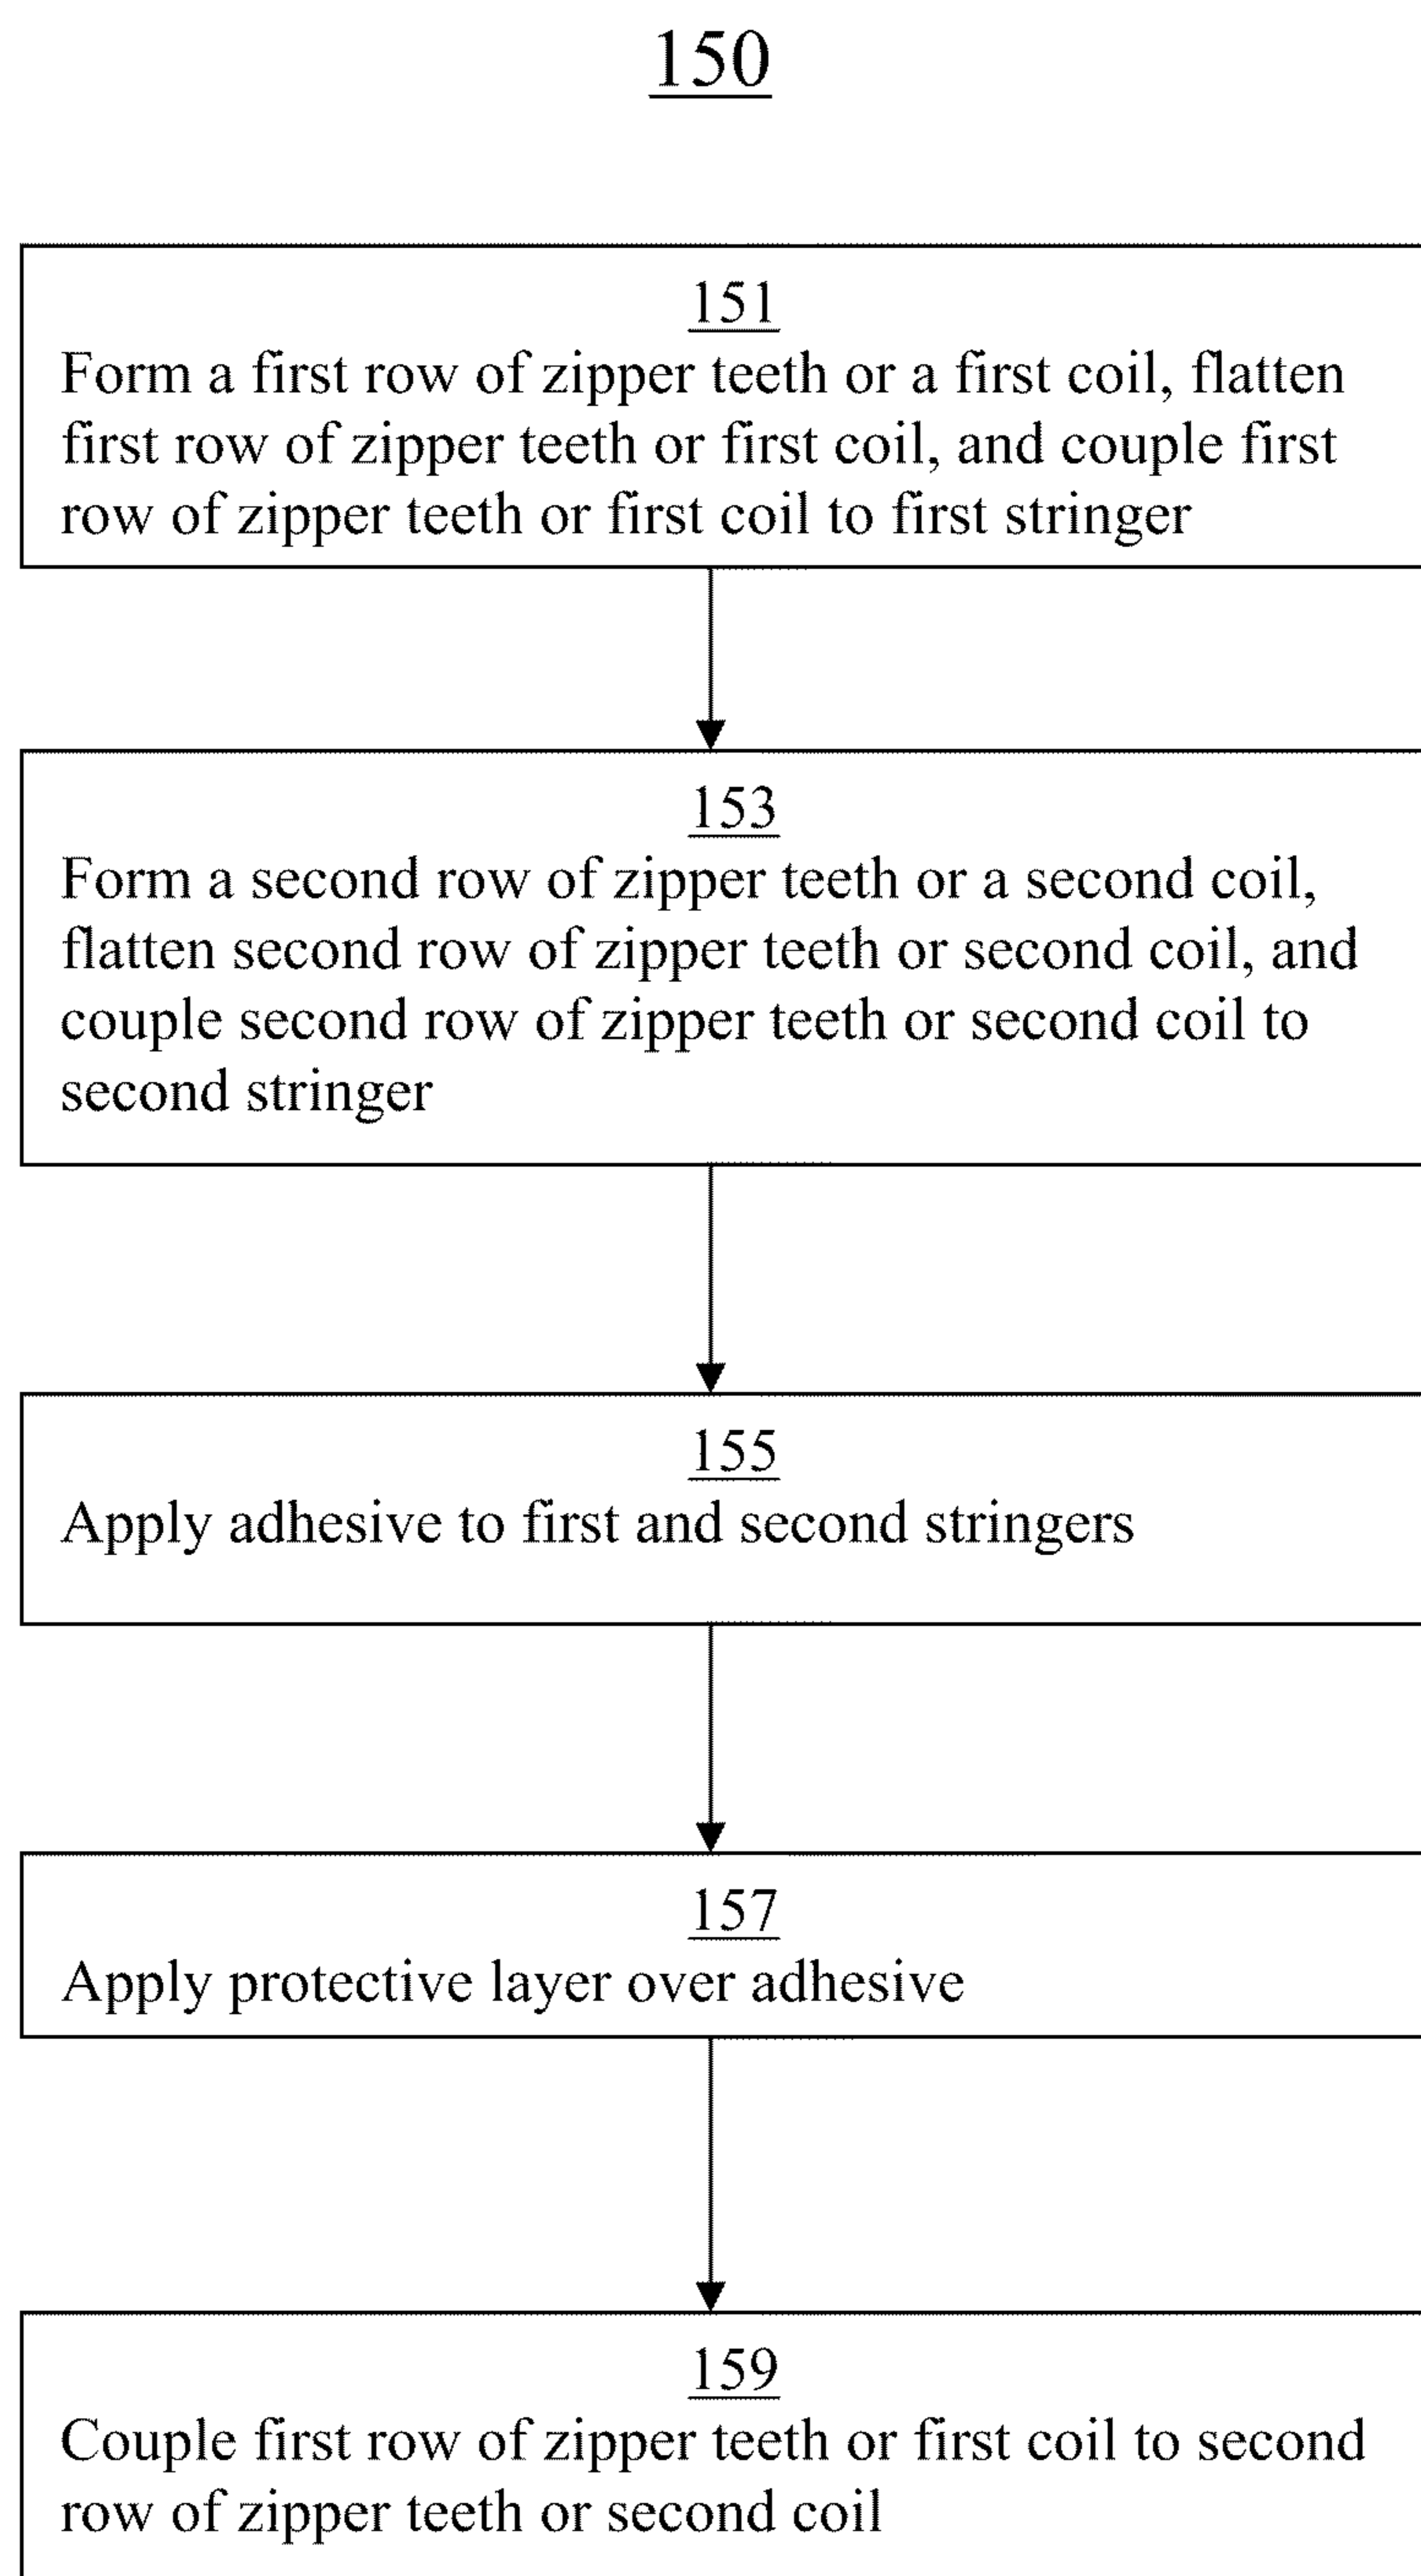 150
151
Form a first row of zipper teeth or a first coil, flatten
first row of zipper teeth or first coil, and couple first
row of zipper teeth or first coil to first stringer
153
Form a second row of zipper teeth or a second coil,
flatten second row of zipper teeth or second coil, and
couple second row of zipper teeth or second coil to
second stringer
155
Apply adhesive to first and second stringers
157
Apply protective layer over adhesive
159
Couple first row of zipper teeth or first coil to second
row of zipper teeth or second coil